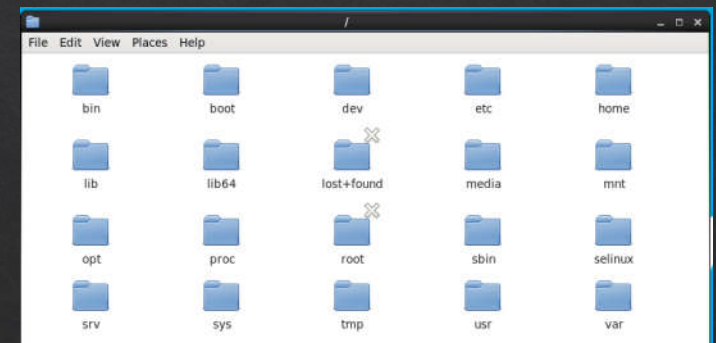 /
File Edit View Places Help
bin boot dev etc home
lib lib64 lost+found media mnt
opt proc root sbin selinux
srv sys tmp usr var